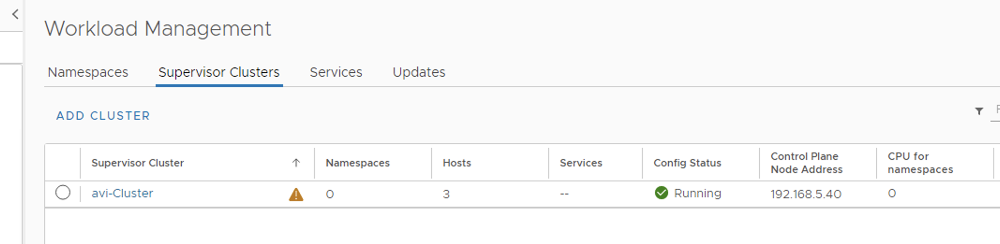 Workload Management
Namespaces Supervisor Clusters Services Updates
ADD CLUSTER
Supervisor Cluster Namespaces Hosts Services Config Status Control Plane Node Address CPU for namespaces
avi-Cluster 0 3 -- Running 192.168.5.40 0